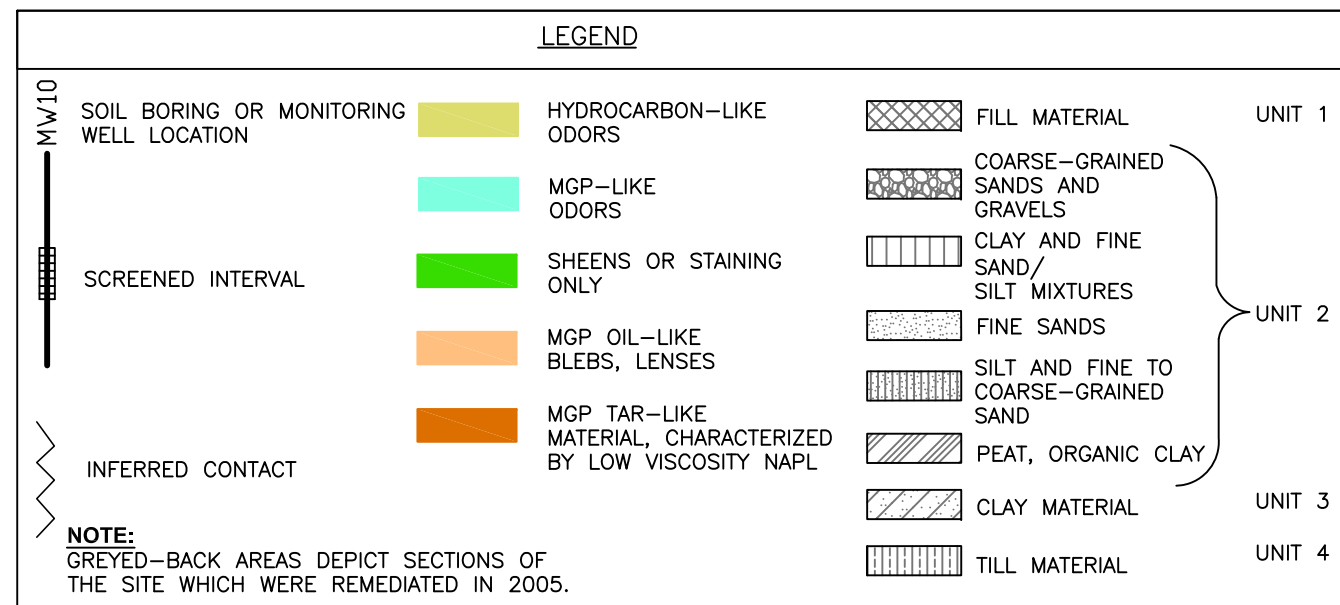 LEGEND
MW10
SOIL BORING OR MONITORING
WELL LOCATION
SCREENED INTERVAL
INFERRED CONTACT
NOTE:
GREYED–BACK AREAS DEPICT SECTIONS OF
THE SITE WHICH WERE REMEDIATED IN 2005.
HYDROCARBON–LIKE
ODORS
MGP–LIKE
ODORS
SHEENS OR STAINING
ONLY
MGP OIL–LIKE
BLEBS, LENSES
MGP TAR–LIKE
MATERIAL, CHARACTERIZED
BY LOW VISCOSITY NAPL
FILL MATERIAL
UNIT 1
COARSE–GRAINED
SANDS AND
GRAVELS
CLAY AND FINE
SAND/
SILT MIXTURES
FINE SANDS
SILT AND FINE TO
COARSE–GRAINED
SAND
PEAT, ORGANIC CLAY
UNIT 2
CLAY MATERIAL
UNIT 3
TILL MATERIAL
UNIT 4